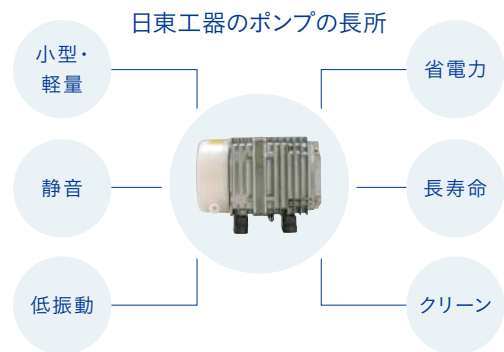 日東工器のポンプの長所
小型・
軽量
省電力
静音
長寿命
低振動
クリーン